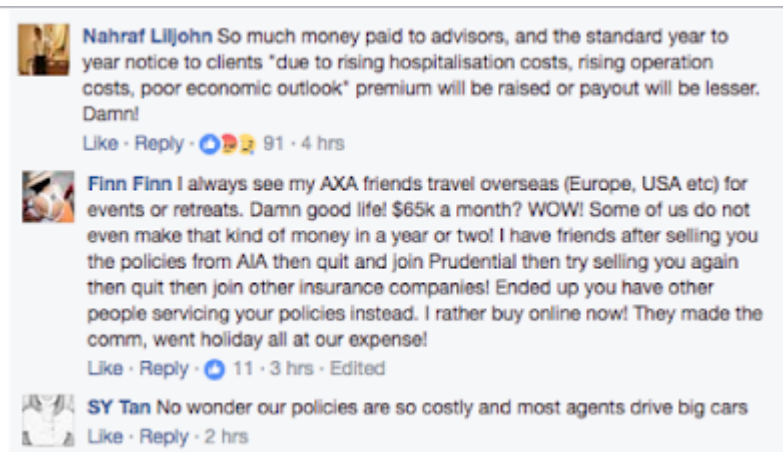 Nahraf Liljohn So much money paid to advisors, and the standard year to
year notice to clients "due to rising hospitalisation costs, rising operation
costs, poor economic outlook" premium will be raised or payout will be lesser.
Damn!
Like · Reply · 91 · 4 hrs
Finn Finn I always see my AXA friends travel overseas (Europe, USA etc) for
events or retreats. Damn good life! $65k a month? WOW! Some of us do not
even make that kind of money in a year or two! I have friends after selling you
the policies from AIA then quit and join Prudential then try selling you again
then quit then join other insurance companies! Ended up you have other
people servicing your policies instead. I rather buy online now! They made the
comm, went holiday all at our expense!
Like · Reply · 11 · 3 hrs · Edited
SY Tan No wonder our policies are so costly and most agents drive big cars
Like · Reply · 2 hrs